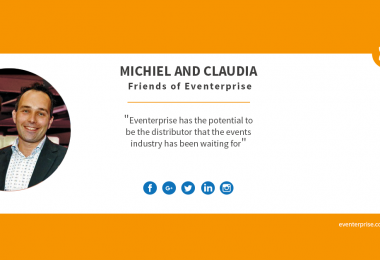 MICHIEL AND CLAUDIA
Friends of Eventerprise
"Eventerprise has the potential to
be the distributor that the events
industry has been waiting for"
f G+ in
eventerprise.co